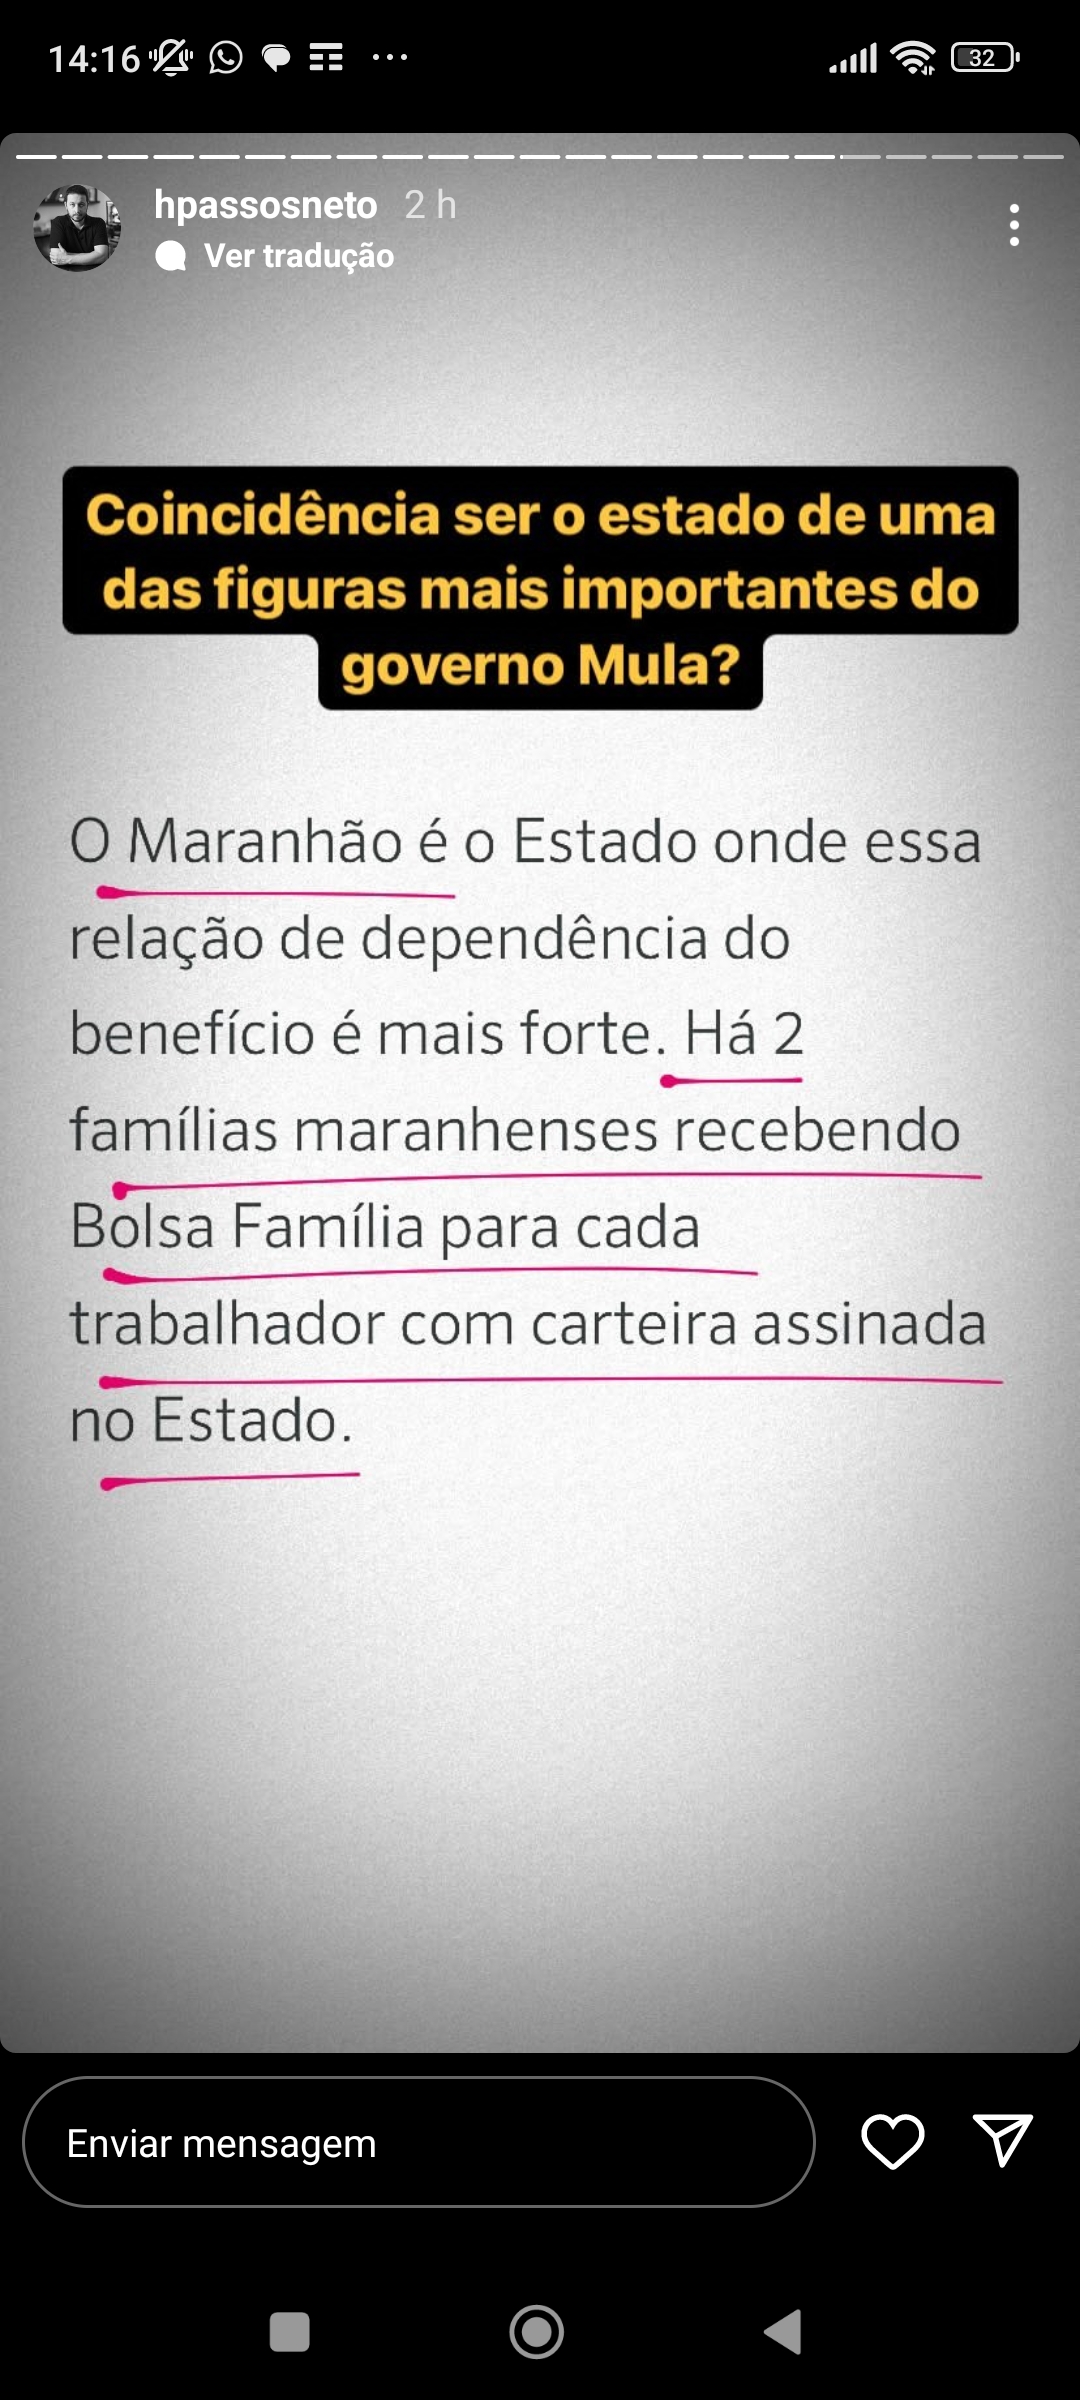 14:16
32
hpassosneto 2 h
Ver tradução
Coincidência ser o estado de uma
das figuras mais importantes do
governo Mula?
O Maranhão é o Estado onde essa
relação de dependência do
benefício é mais forte. Há 2
famílias maranhenses recebendo
Bolsa Família para cada
trabalhador com carteira assinada
no Estado.
Enviar mensagem